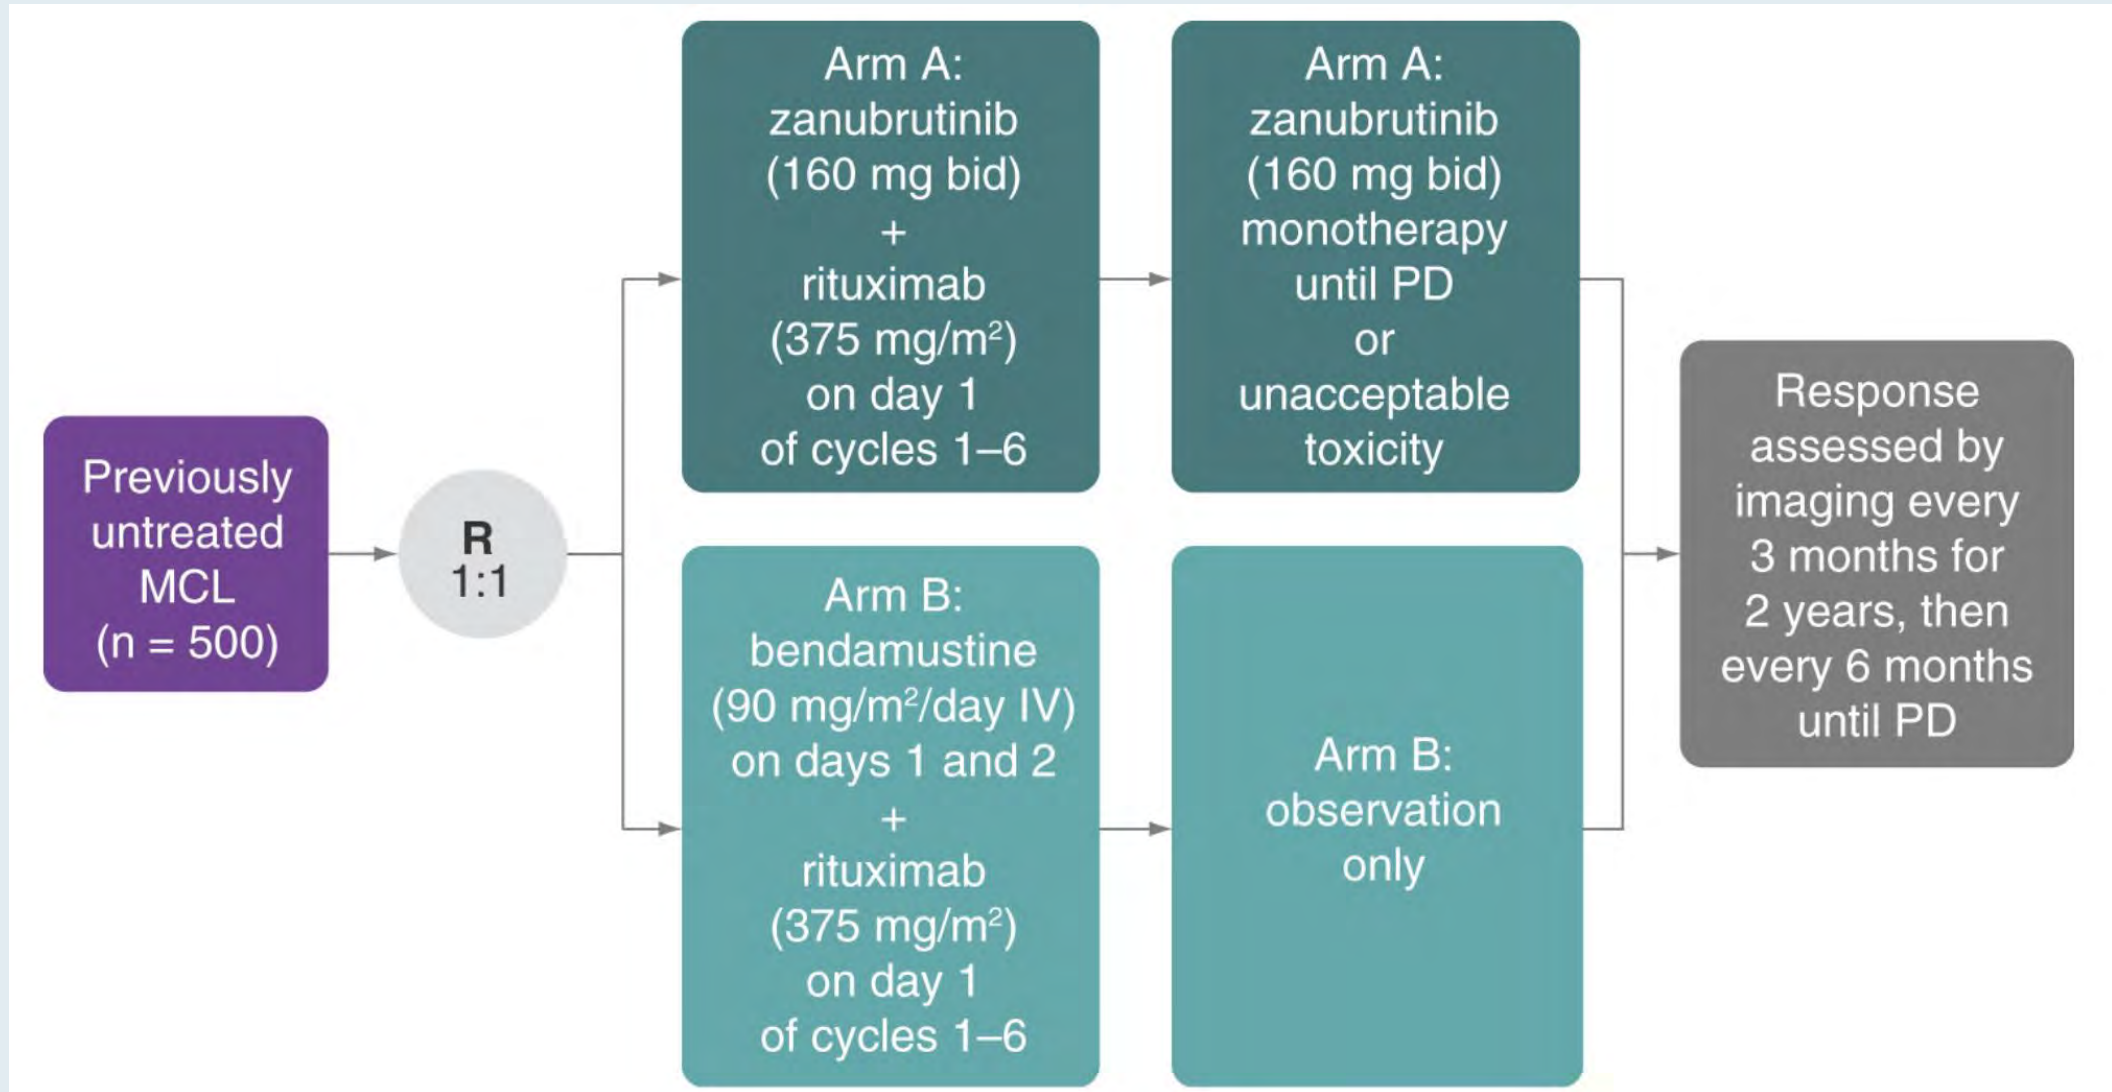 Previously
untreated
MCL
(n = 500)
R
1:1
Arm A:
zanubrutinib
(160 mg bid)
+
rituximab
(375 mg/m²)
on day 1
of cycles 1–6
Arm A:
zanubrutinib
(160 mg bid)
monotherapy
until PD
or
unacceptable
toxicity
Arm B:
bendamustine
(90 mg/m²/day IV)
on days 1 and 2
+
rituximab
(375 mg/m²)
on day 1
of cycles 1–6
Arm B:
observation
only
Response
assessed by
imaging every
3 months for
2 years, then
every 6 months
until PD